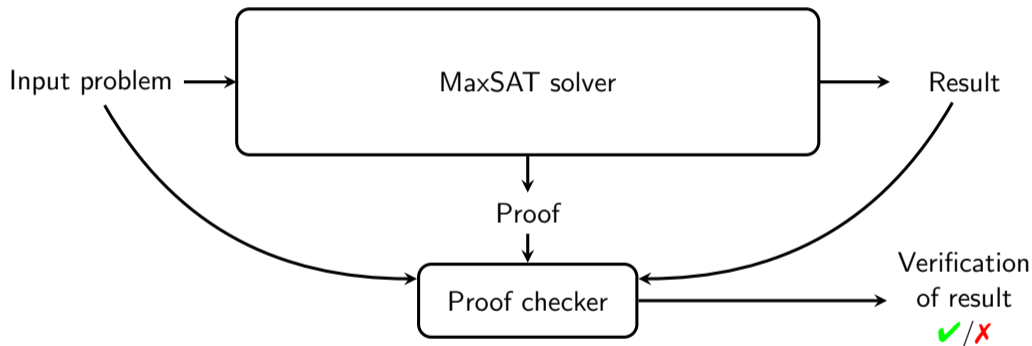 Input problem
MaxSAT solver
Result
Proof
Proof checker
Verification
of result
✔/✗